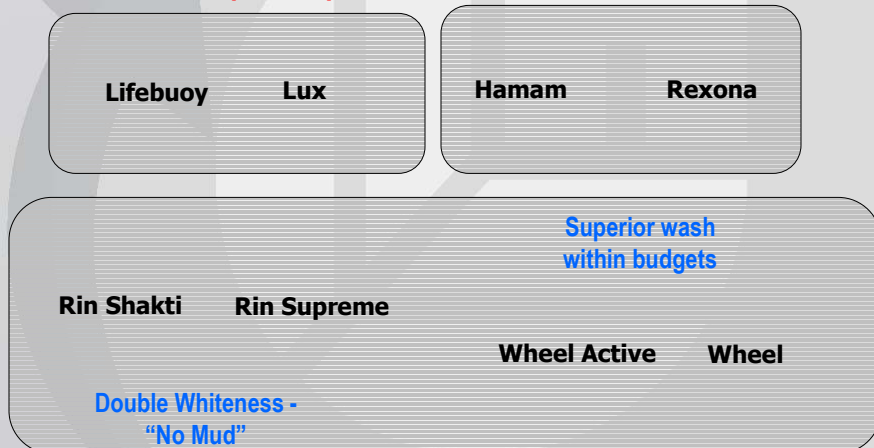 Lifebuoy Lux Hamam Rexona
Superior wash
within budgets
Rin Shakti Rin Supreme
Wheel Active Wheel
Double Whiteness -
“No Mud”